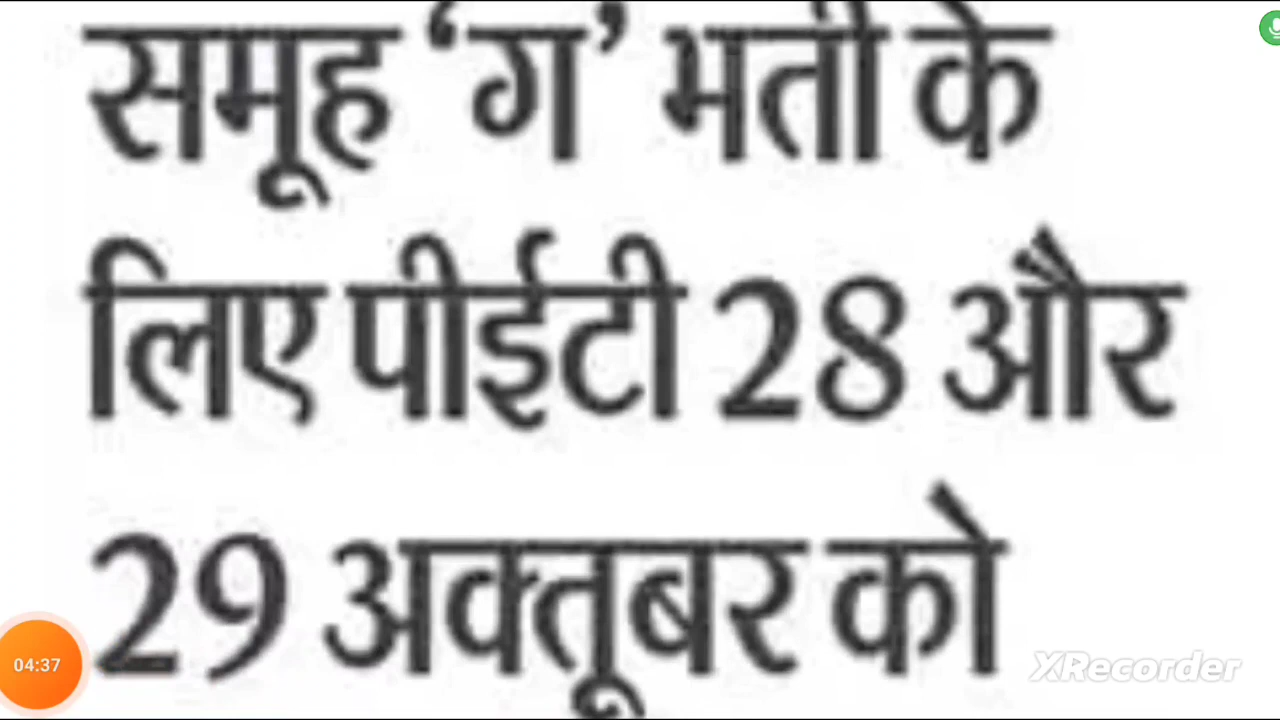 समूह ‘ग’ भर्ती के
लिए पीईटी 28 और
29 अक्तूबर को
04:37
XRecorder